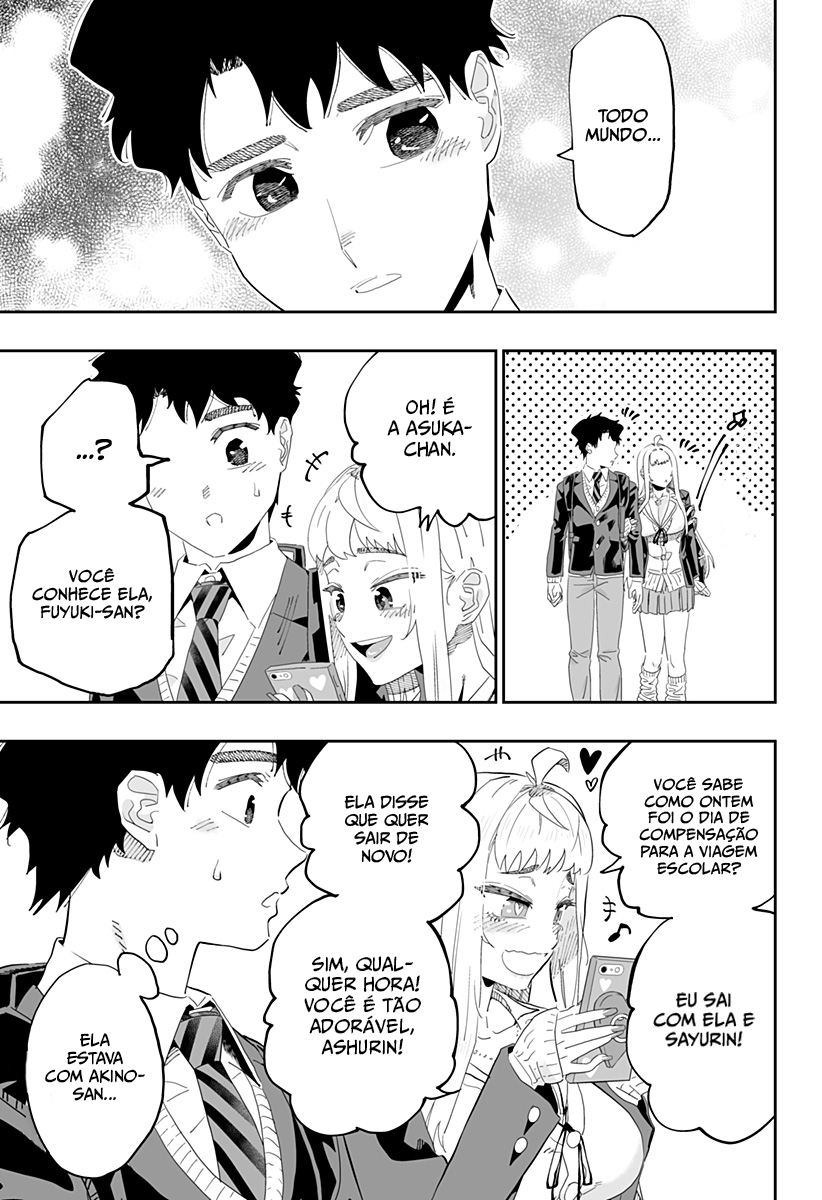 TODO
MUNDO...
OH! É
A ASUKA-
CHAN.
...?
VOCÊ
CONHECE ELA,
FUYUKI-SAN?
VOCÊ SABE
COMO ONTEM
FOI O DIA DE
COMPENSAÇÃO
PARA A VIAGEM
ESCOLAR?
EU SAI
COM ELA E
SAYURIN!
ELA DISSE
QUE QUER
SAIR DE
NOVO!
SIM, QUAL-
QUER HORA!
VOCÊ É TÃO
ADORÁVEL,
ASHURIN!
ELA
ESTAVA
COM AKINO-
SAN...